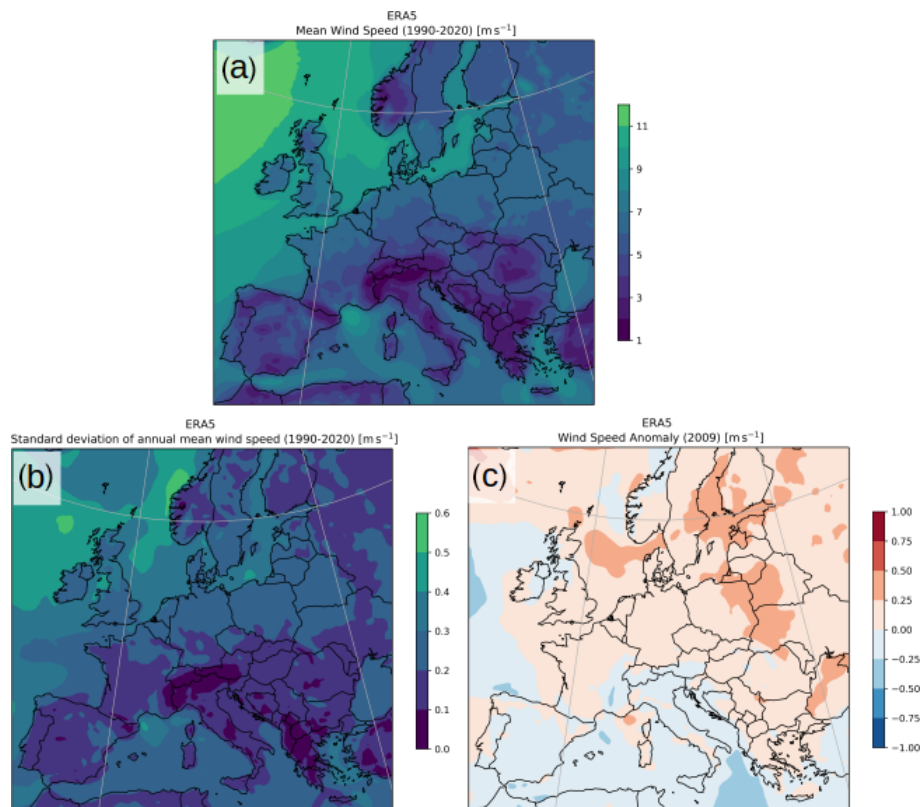 ERA5
Mean Wind Speed (1990-2020) [m s⁻¹]
(a)
11
9
7
5
3
1
ERA5
Standard deviation of annual mean wind speed (1990-2020) [m s⁻¹]
(b)
0.6
0.5
0.4
0.3
0.2
0.1
0.0
ERA5
Wind Speed Anomaly (2009) [m s⁻¹]
(c)
1.00
0.75
0.50
0.25
0.00
−0.25
−0.50
−0.75
−1.00